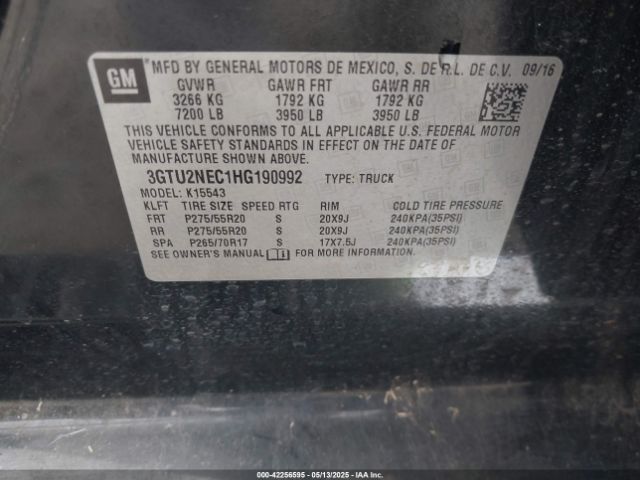 GM
MFD BY GENERAL MOTORS DE MEXICO, S. DE R.L. DE C.V. 09/16
GVWR GAWR FRT GAWR RR
3266 KG 1792 KG 1792 KG
7200 LB 3950 LB 3950 LB
THIS VEHICLE CONFORMS TO ALL APPLICABLE U.S. FEDERAL MOTOR
VEHICLE SAFETY STANDARDS IN EFFECT ON THE DATE OF
MANUFACTURE SHOWN ABOVE.
3GTU2NEC1HG190992 TYPE: TRUCK
MODEL: K15543
KLFT TIRE SIZE SPEED RTG RIM COLD TIRE PRESSURE
FRT P275/55R20 S 20X9J 240KPA(35PSI)
RR P275/55R20 S 20X9J 240KPA(35PSI)
SPA P265/70R17 S 17X7.5J 240KPA(35PSI)
SEE OWNER'S MANUAL FOR MORE INFORMATION.
000-42256595 - 05/13/2025 - IAAI.COM